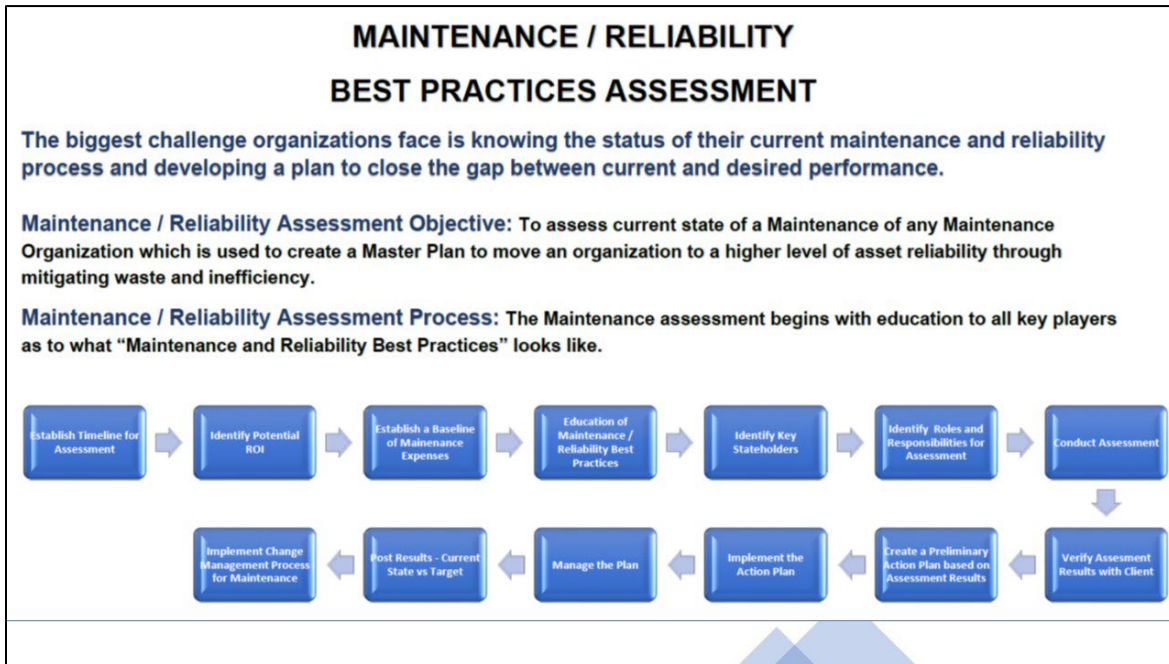 MAINTENANCE / RELIABILITY
BEST PRACTICES ASSESSMENT
The biggest challenge organizations face is knowing the status of their current maintenance and reliability
process and developing a plan to close the gap between current and desired performance.
Maintenance / Reliability Assessment Objective: To assess current state of a Maintenance of any Maintenance
Organization which is used to create a Master Plan to move an organization to a higher level of asset reliability through
mitigating waste and inefficiency.
Maintenance / Reliability Assessment Process: The Maintenance assessment begins with education to all key players
as to what “Maintenance and Reliability Best Practices” looks like.
Establish Timeline for
Assessment
Identify Potential
ROI
Establish a Baseline
of Mainenance
Expenses
Education of
Maintenance /
Reliability Best
Practices
Identify Key
Stateholders
Identify Roles and
Responsibilities for
Assessment
Conduct Assessment
Verify Assesment
Results with Client
Create a Preliminary
Action Plan based on
Assessment Results
Implement the
Action Plan
Manage the Plan
Post Results - Current
State vs Target
Implement Change
Management Process
for Maintenance